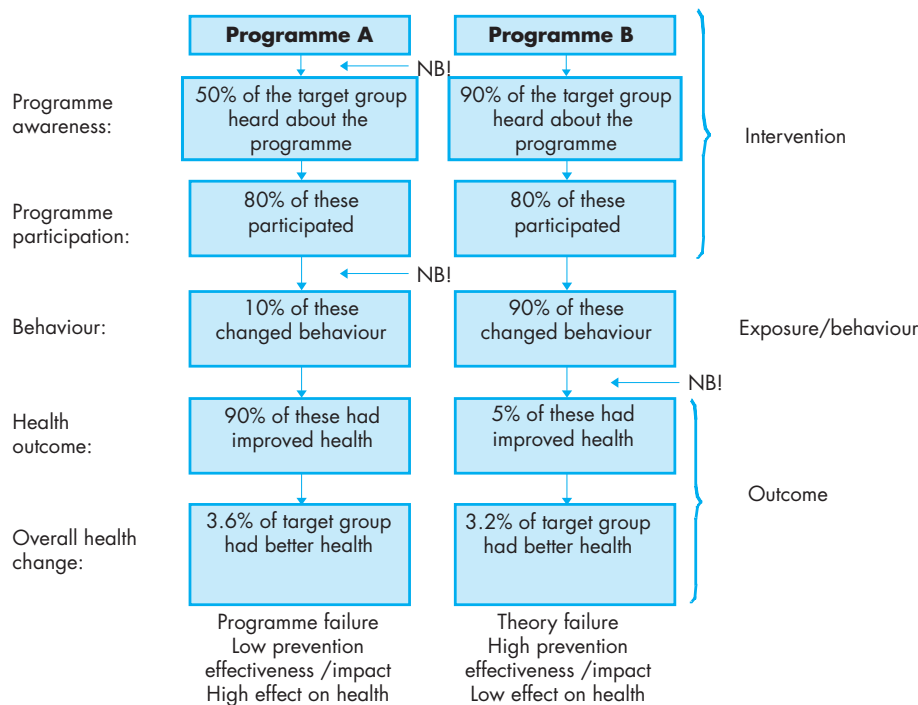 Programme A
Programme B
NB!
Programme
awareness:
50% of the target group
heard about the
programme
90% of the target group
heard about the
programme
Intervention
Programme
participation:
80% of these
participated
80% of these
participated
NB!
Behaviour:
10% of these
changed behaviour
90% of these
changed behaviour
Exposure/behaviour
NB!
Health
outcome:
90% of these had
improved health
5% of these had
improved health
Outcome
Overall health
change:
3.6% of target group
had better health
3.2% of target group
had better health
Programme failure
Low prevention
effectiveness /impact
High effect on health
Theory failure
High prevention
effectiveness /impact
Low effect on health